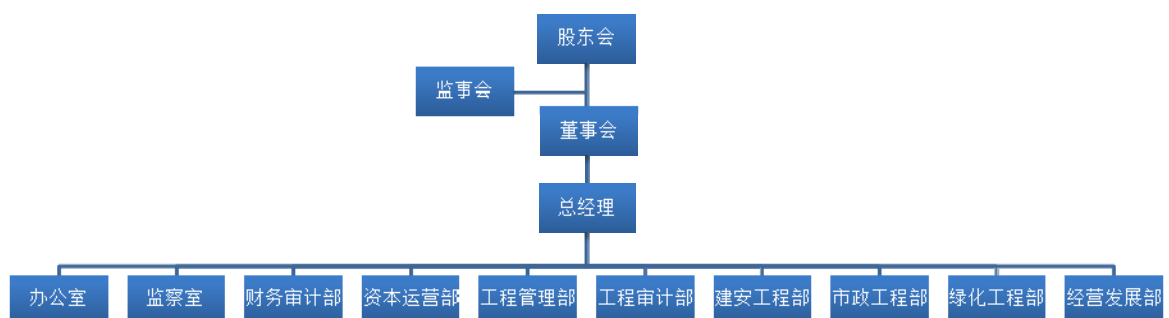 股东会
监事会
董事会
总经理
办公室
监察室
财务审计部
资本运营部
工程管理部
工程审计部
建安工程部
市政工程部
绿化工程部
经营发展部